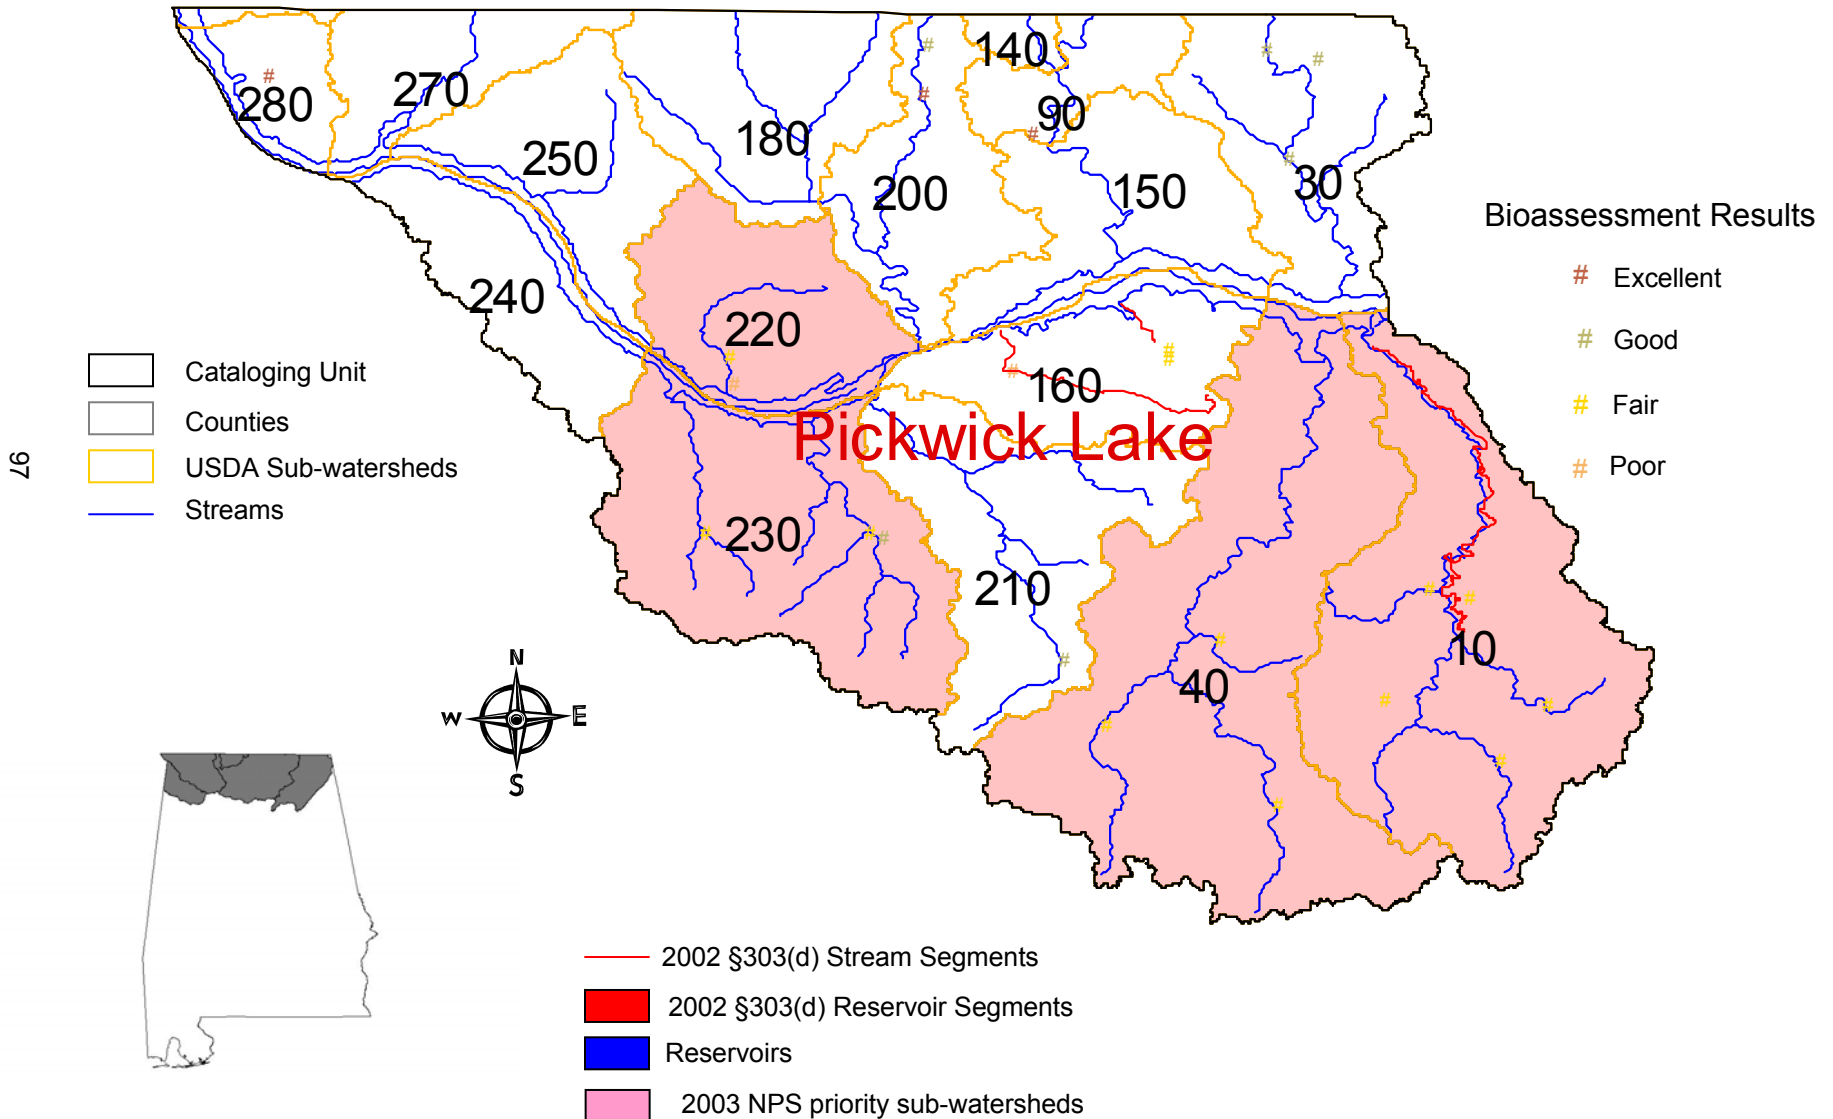 140
270
280
90
180
250
30
150
200
Bioassessment Results
# Excellent
# Good
# Fair
# Poor
240
220
160
Pickwick Lake
230
210
10
40
Cataloging Unit
Counties
USDA Sub-watersheds
Streams
97
N
W E
S
2002 §303(d) Stream Segments
2002 §303(d) Reservoir Segments
Reservoirs
2003 NPS priority sub-watersheds